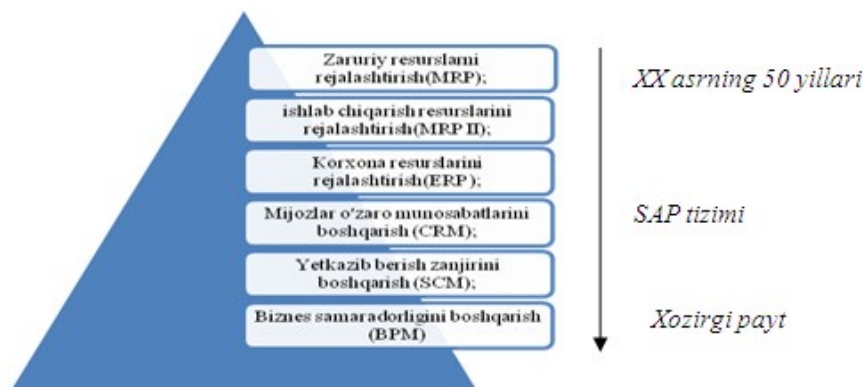 Zaruriy resurslarni
rejalashtirish(MRP);
ishlab chiqarish resurslarini
rejalashtirish(MRP II);
Korxona resurslarini
rejalashtirish(ERP );
Mijozlar o'zaro munosabatlarini
boshqarish (CRM);
Yetkazib berish zanjirini
boshqarish (SCM);
Biznes samaradorligini boshqarish
(BPM)
XX asrning 50 yillari
SAP tizimi
Xozirgi payt